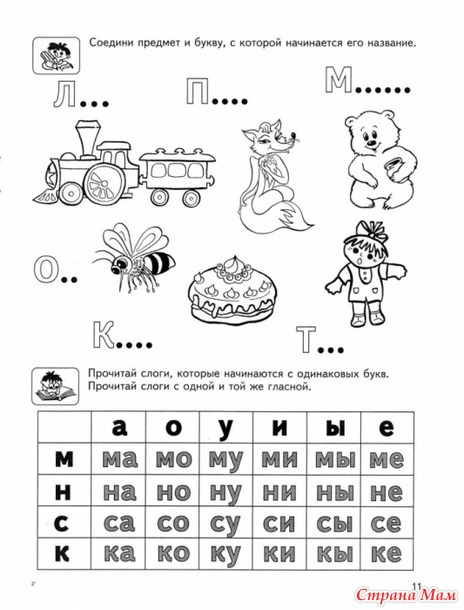 Соедини предмет и букву, с которой начинается его название.
Л...
П....
М......
О..
К....
Т...
Прочитай слоги, которые начинаются с одинаковых букв.
Прочитай слоги с одной и той же гласной.
а о у и ы е
м ма мо му ми мы ме
н на но ну ни ны не
с са со су си сы се
к ка ко ку ки кы ке
2* 11
Страна Мам